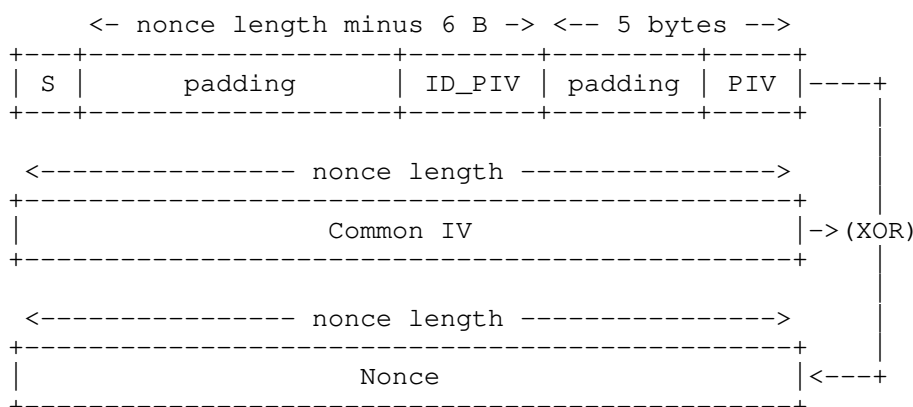 <- nonce length minus 6 B -> <-- 5 bytes -->
+---+-------------------+--------+---------+-----+
| S |      padding      | ID_PIV | padding | PIV |----+
+---+-------------------+--------+---------+-----+    |
                                                      |
<---------------- nonce length ---------------->      |
+------------------------------------------------+    |
|                   Common IV                    |->(XOR)
+------------------------------------------------+    |
                                                      |
<---------------- nonce length ---------------->      |
+------------------------------------------------+    |
|                     Nonce                      |<---+
+------------------------------------------------+